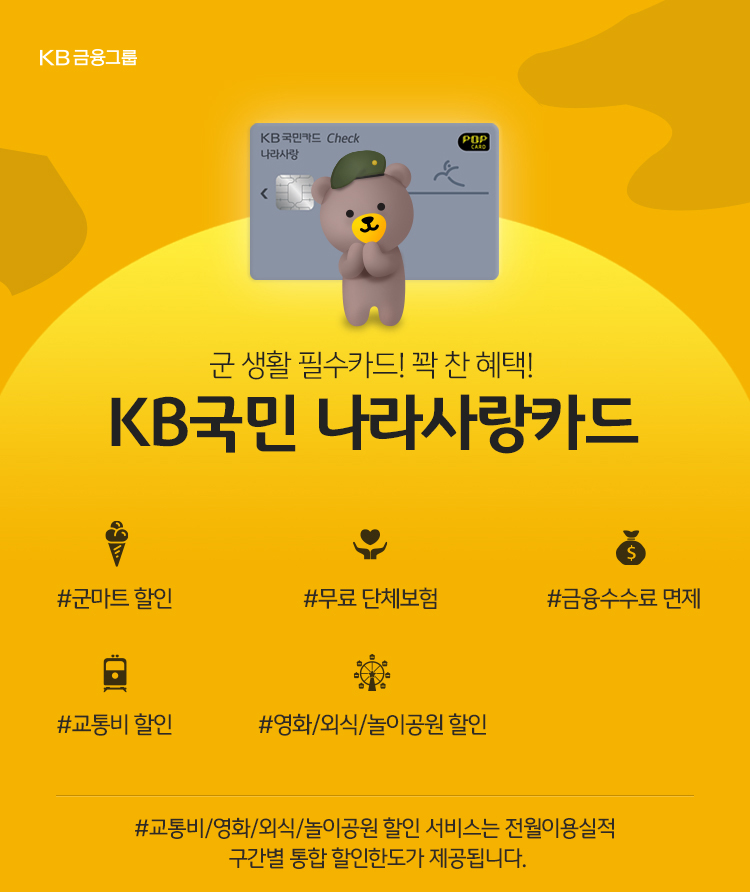 KB 금융그룹
KB 국민카드 Check
나라사랑
POP
CARD
군 생활 필수카드! 꽉 찬 혜택!
KB국민 나라사랑카드
#군마트 할인
#무료 단체보험
#금융수수료 면제
#교통비 할인
#영화/외식/놀이공원 할인
#교통비/영화/외식/놀이공원 할인 서비스는 전월이용실적
구간별 통합 할인한도가 제공됩니다.